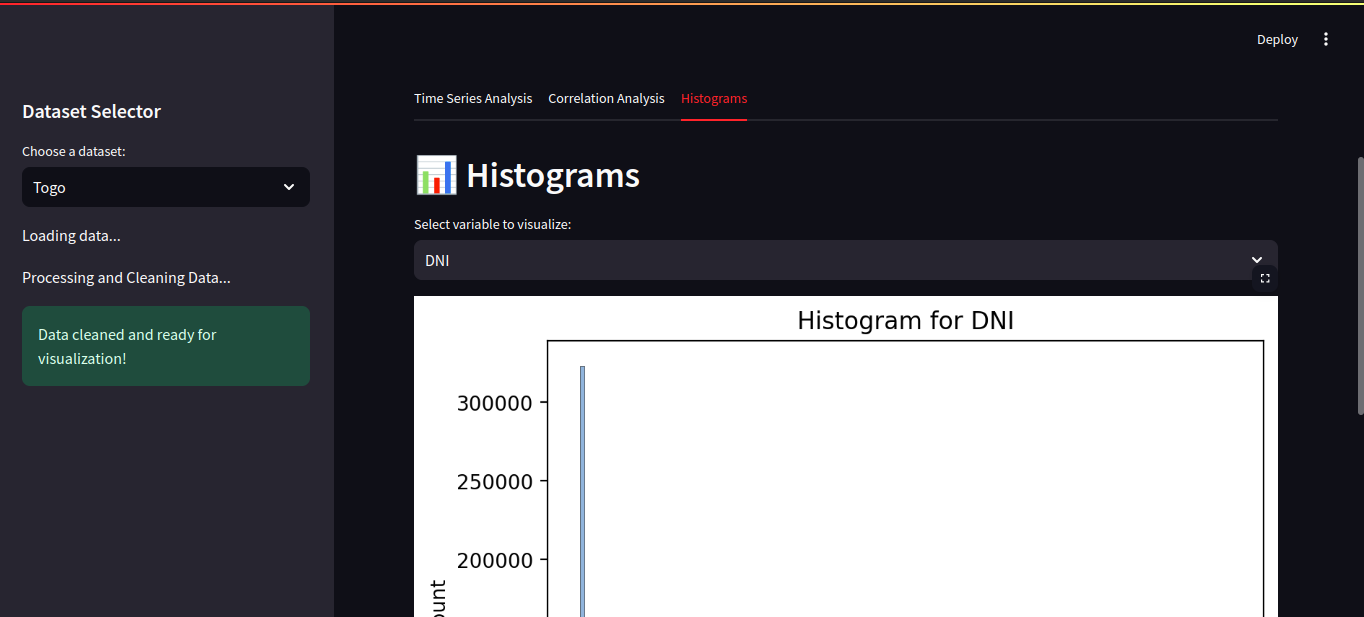 Deploy
Dataset Selector
Choose a dataset:
Togo
Loading data...
Processing and Cleaning Data...
Data cleaned and ready for
visualization!
Time Series Analysis Correlation Analysis Histograms
Histograms
Select variable to visualize:
DNI
Histogram for DNI
300000
250000
200000